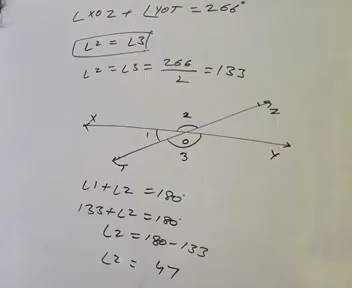 ∠XOZ + ∠YOT = 266°
∠2 = ∠3
∠2 = ∠3 = 266/2 = 133
X
2
Z
1
O
3
T
Y
∠1 + ∠2 = 180°
133 + ∠2 = 180°
∠2 = 180 - 133
∠2 = 47